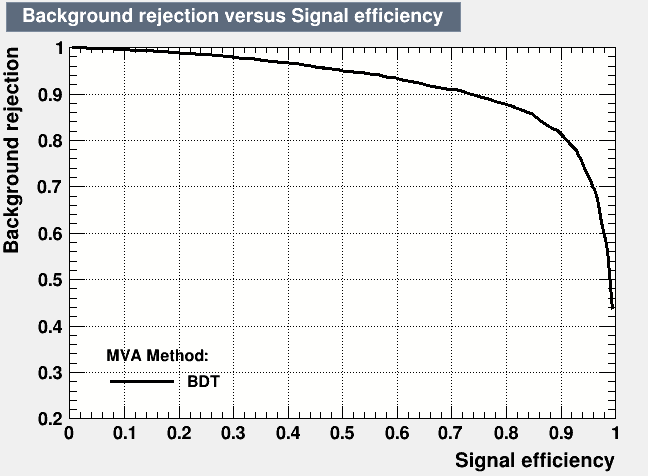 Background rejection versus Signal efficiency
Background rejection
1
0.9
0.8
0.7
0.6
0.5
0.4
0.3
0.2
MVA Method:
BDT
0 0.1 0.2 0.3 0.4 0.5 0.6 0.7 0.8 0.9 1
Signal efficiency